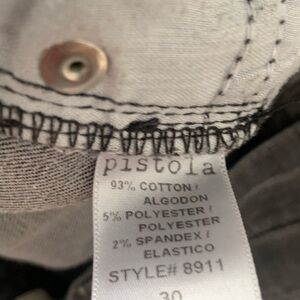 pistola
93% COTTON /
ALGODON
5% POLYESTER /
POLYESTER
2% SPANDEX /
ELASTICO
STYLE# 8911
30